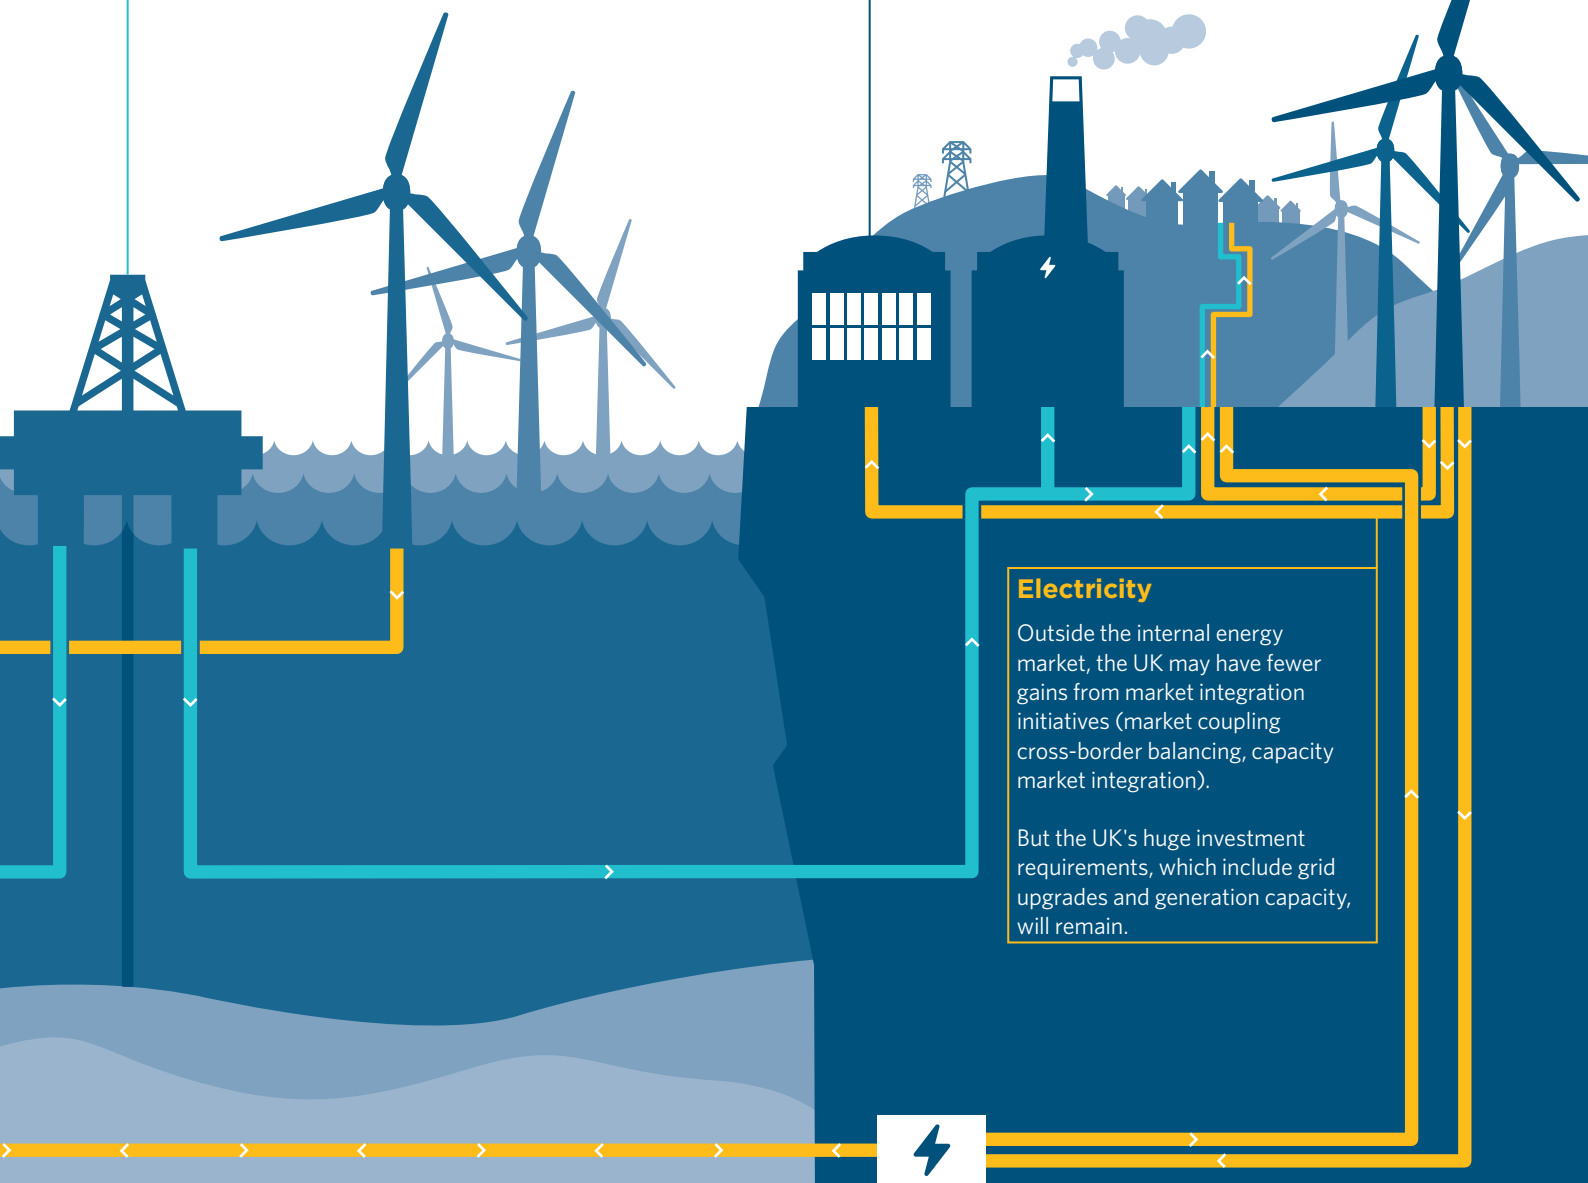 Electricity
Outside the internal energy
market, the UK may have fewer
gains from market integration
initiatives (market coupling
cross-border balancing, capacity
market integration).
But the UK's huge investment
requirements, which include grid
upgrades and generation capacity,
will remain.